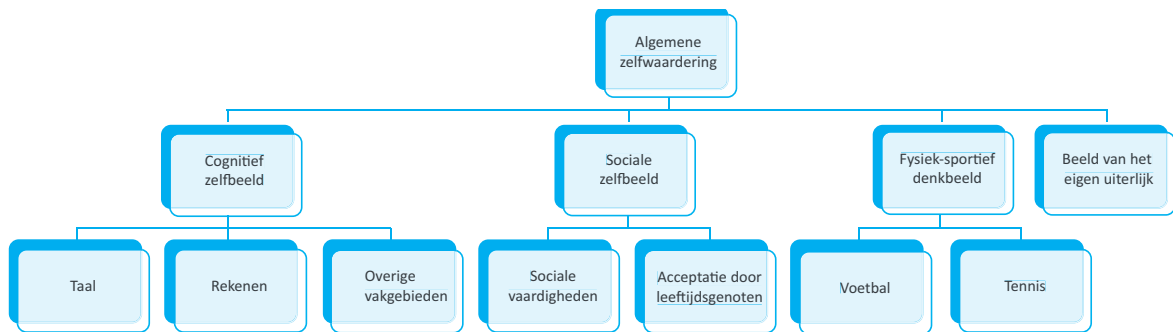 Algemene
zelfwaardering
Cognitief
zelfbeeld
Sociale
zelfbeeld
Fysiek-sportief
denkbeeld
Beeld van het
eigen uiterlijk
Taal
Rekenen
Overige
vakgebieden
Sociale
vaardigheden
Acceptatie door
leeftijdsgenoten
Voetbal
Tennis